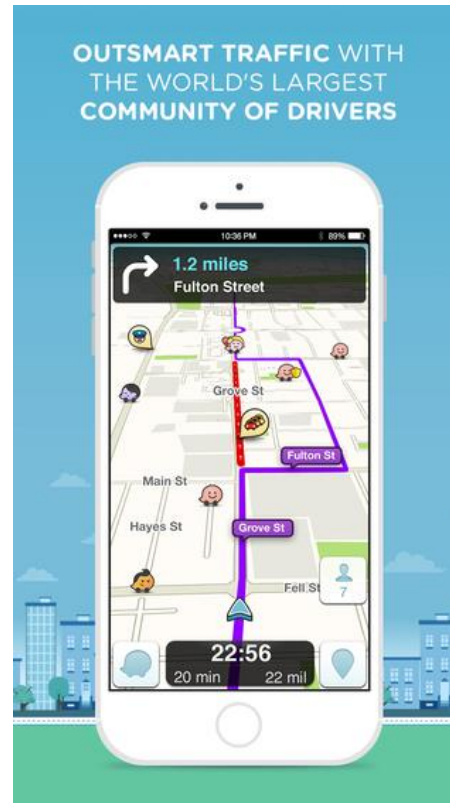 OUTSMART TRAFFIC WITH
THE WORLD'S LARGEST
COMMUNITY OF DRIVERS
10:36 PM
89%
1.2 miles
Fulton Street
Grove St
Fulton St
Main St
Hayes St
Grove St
Fell St
7
22:56
20 min 22 mil